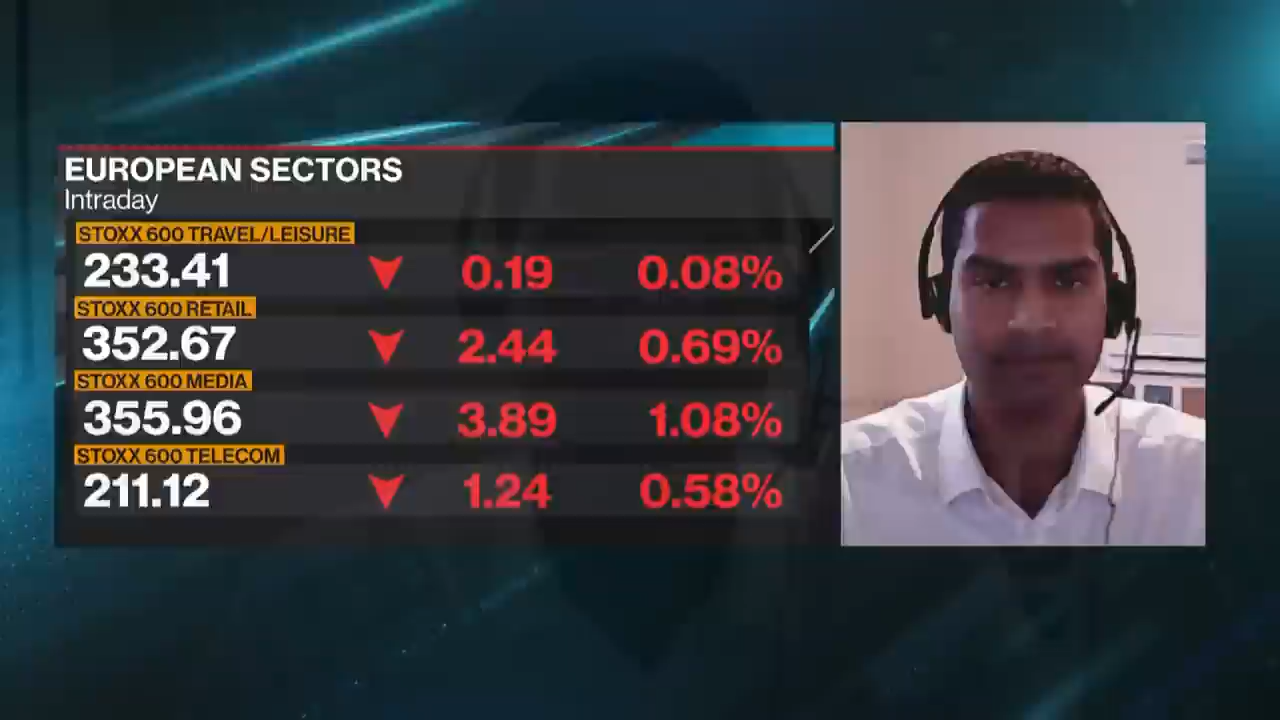 EUROPEAN SECTORS
Intraday
STOXX 600 TRAVEL/LEISURE
233.41 0.19 0.08%
STOXX 600 RETAIL
352.67 2.44 0.69%
STOXX 600 MEDIA
355.96 3.89 1.08%
STOXX 600 TELECOM
211.12 1.24 0.58%